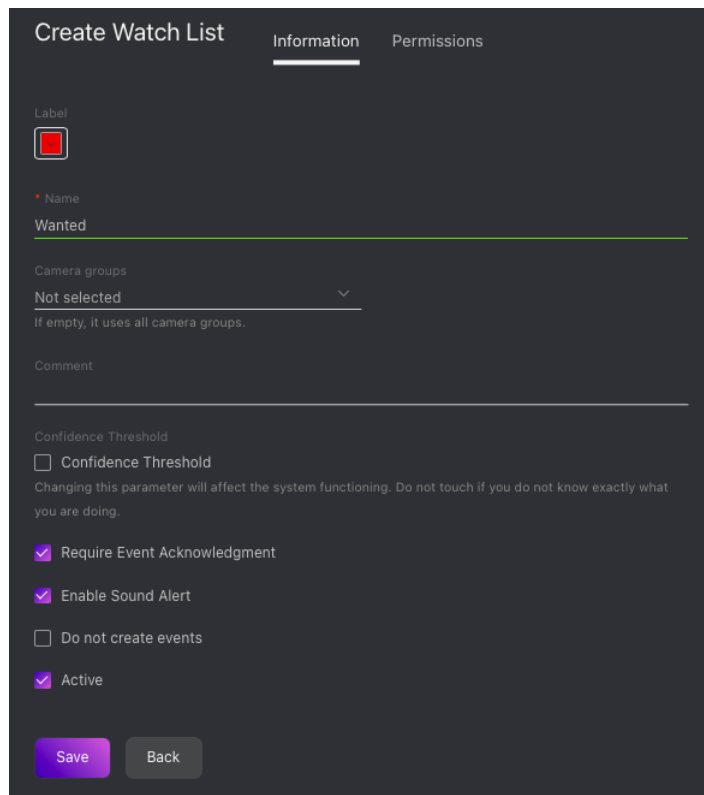 Create Watch List
Information
Permissions
Label
* Name
Wanted
Camera groups
Not selected
If empty, it uses all camera groups.
Comment
Confidence Threshold
Confidence Threshold
Changing this parameter will affect the system functioning. Do not touch if you do not know exactly what
you are doing.
Require Event Acknowledgment
Enable Sound Alert
Do not create events
Active
Save
Back